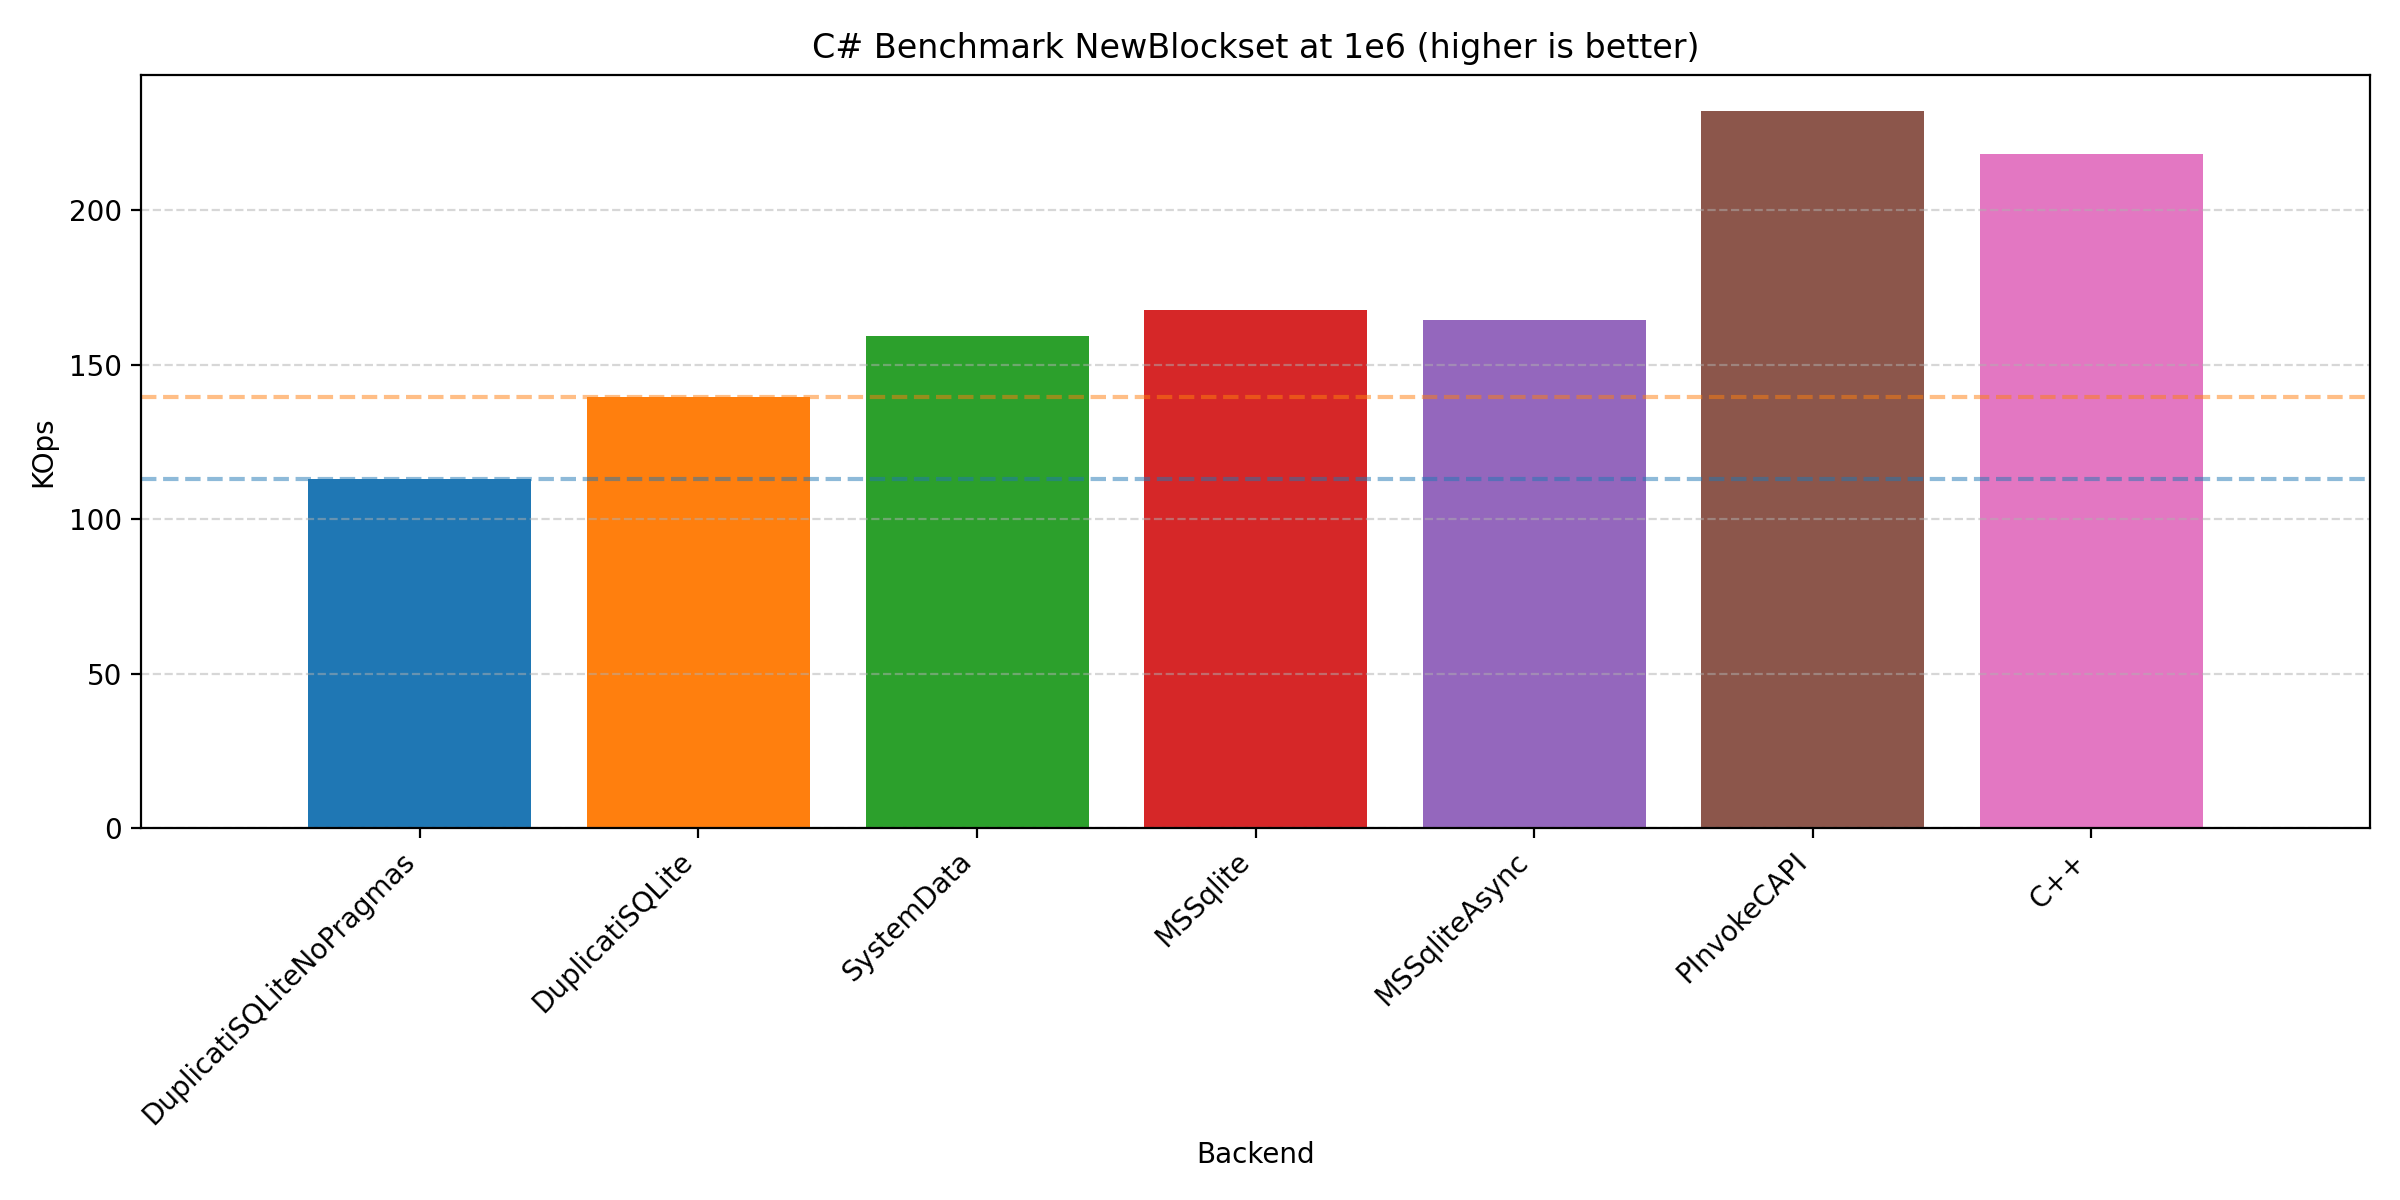 C# Benchmark NewBlockset at 1e6 (higher is better)
KOps
200
150
100
50
0
DuplicatiSQLiteNoPragmas
DuplicatiSQLite
SystemData
MSSqlite
MSSqliteAsync
PInvokeCAPI
C++
Backend